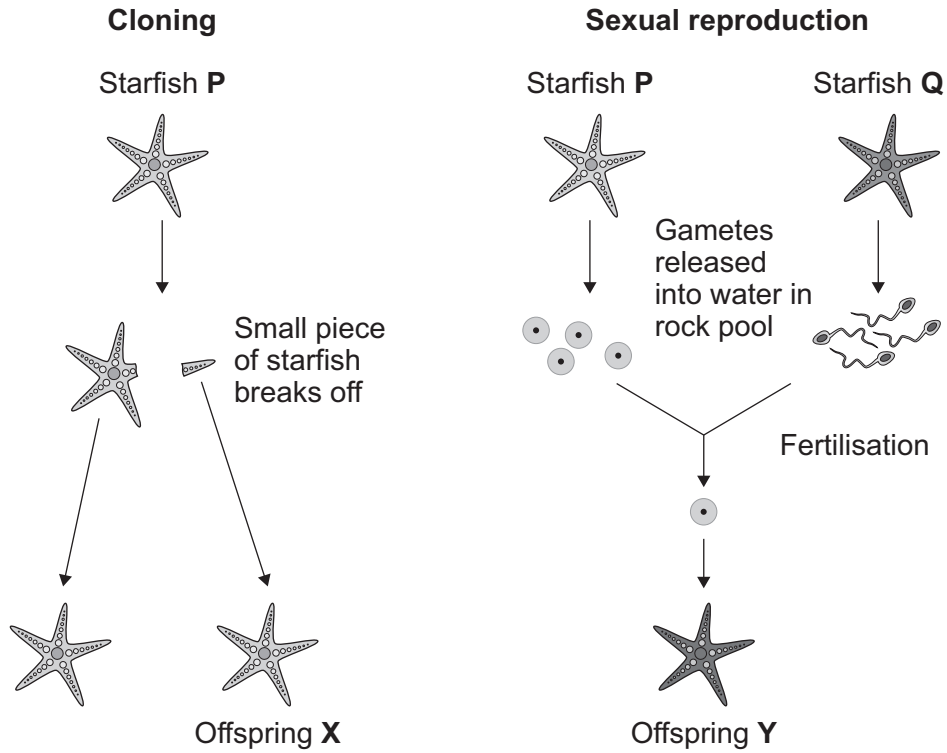 Cloning
Starfish P
Small piece
of starfish
breaks off
Offspring X
Sexual reproduction
Starfish P
Starfish Q
Gametes
released
into water in
rock pool
Fertilisation
Offspring Y